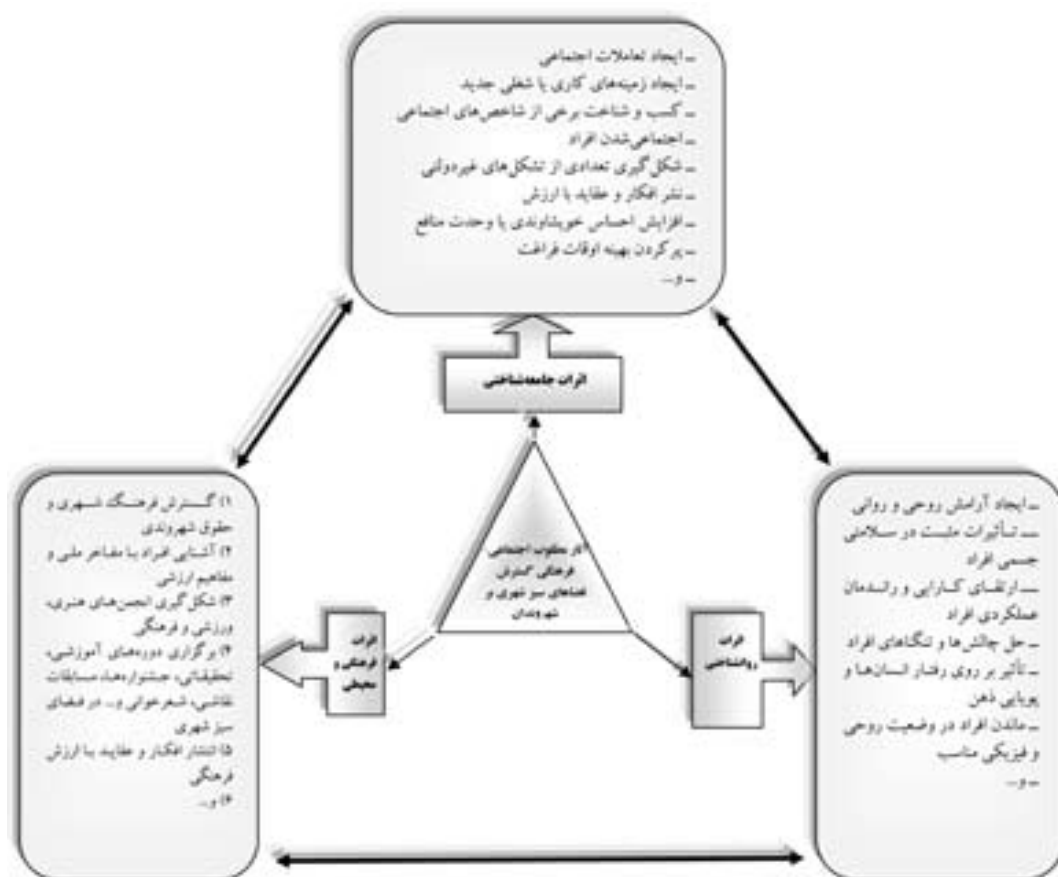 ـ ایجاد تعاملات اجتماعی
ـ ایجاد زمینه‌های کاری یا شغلی جدید
ـ کسب و شناخت برخی از شاخص‌های اجتماعی
ـ اجتماعی‌شدن افراد
ـ شکل‌گیری تعدادی از تشکل‌های غیردولتی
ـ نشر افکار و عقاید با ارزش
ـ افزایش احساس خویشاوندی یا وحدت منافع
ـ پرکردن بهینه اوقات فراغت
ـ و...
اثرات جامعه‌شناختی
آثار مطلوب اجتماعی
فرهنگی گسترش
فضاهای سبز شهری بر
شهروندان
اثرات
روانشناختی
ـ ایجاد آرامش روحی و روانی
ـ تأثیرات مثبت در سلامتی
جسمی افراد
ـ ارتقای کارایی و راندمان
عملکردی افراد
ـ حل چالش‌ها و تنگناهای افراد
ـ تأثیر بر روی رفتار انسان‌ها و
پویایی ذهن
ـ ماندن افراد در وضعیت روحی
و فیزیکی مناسب
ـ و...
اثرات
فرهنگی و
محیطی
۱) گسترش فرهنگ شهری و
حقوق شهروندی
۲) آشنایی افراد با مفاخر ملی و
مفاهیم ارزشی
۳) شکل‌گیری انجمن‌های هنری،
ورزشی و فرهنگی
۴) برگزاری دوره‌های آموزشی،
تحقیقاتی، جشنواره‌ها، مسابقات
نقاشی، شعرخوانی و... در فضای
سبز شهری
۵) انتشار افکار و عقاید با ارزش
فرهنگی
۶) و...